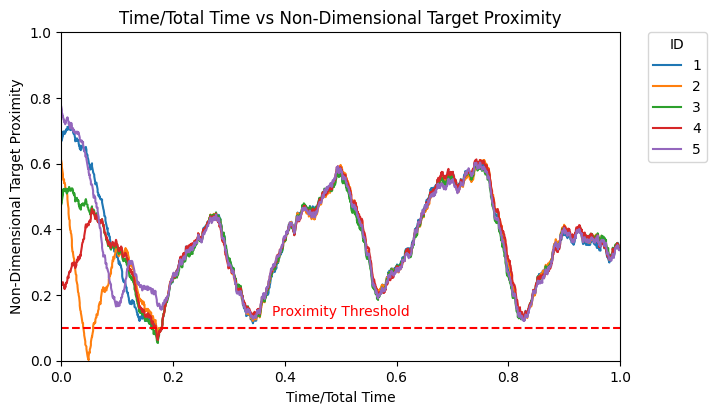 Time/Total Time vs Non-Dimensional Target Proximity
Non-Dimensional Target Proximity
1.0
0.8
0.6
0.4
0.2
0.0
Proximity Threshold
0.0 0.2 0.4 0.6 0.8 1.0
Time/Total Time
ID
1
2
3
4
5